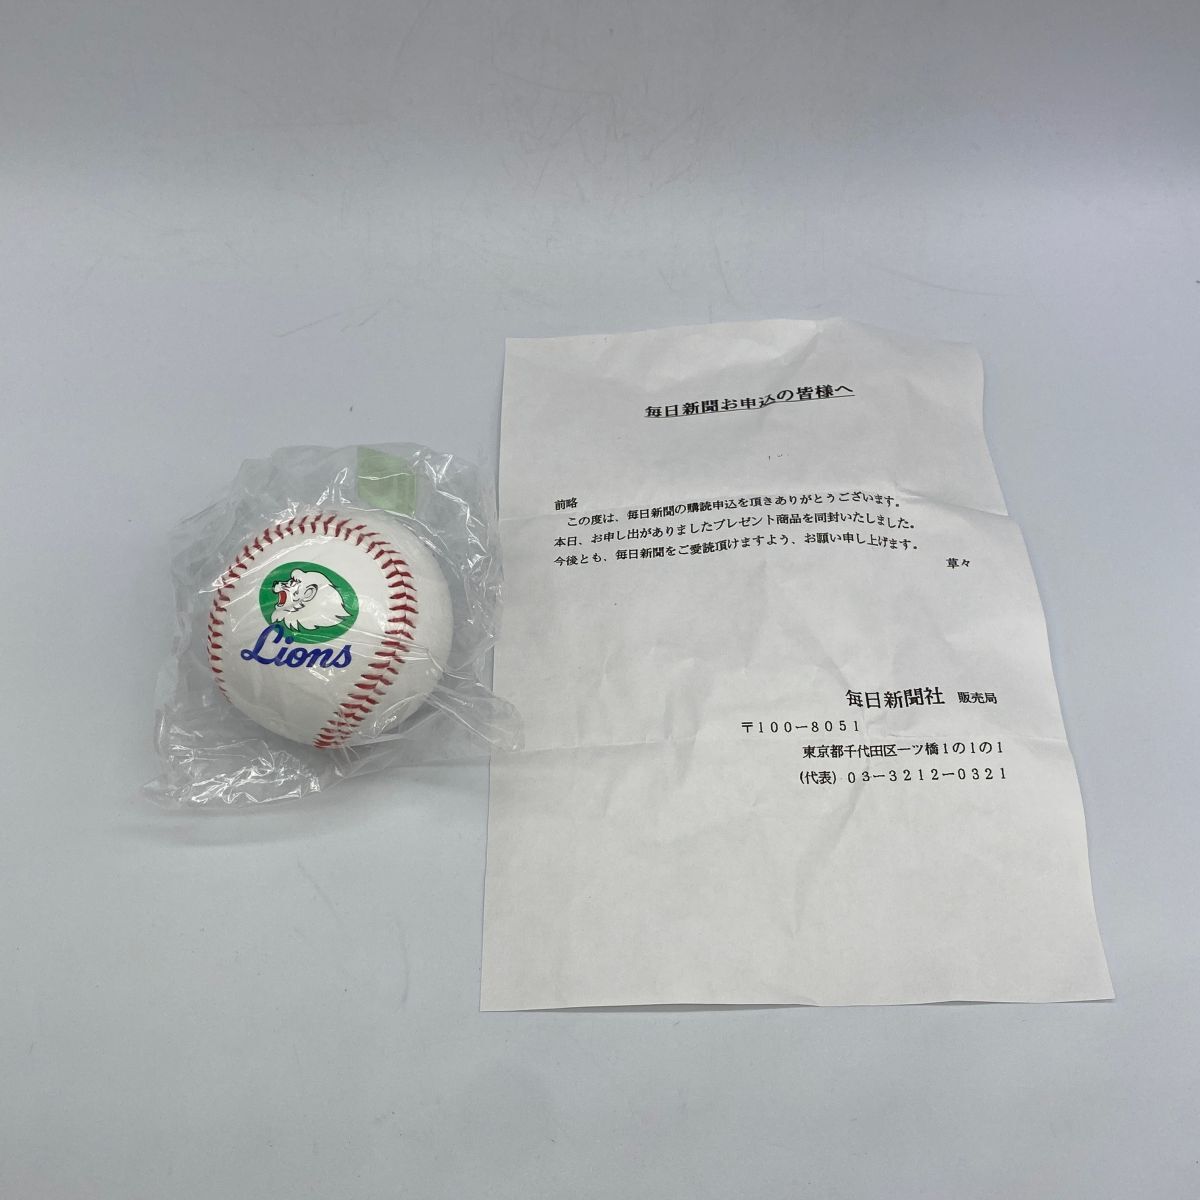 Lions
毎日新聞お申込の皆様へ
前略
この度は、毎日新聞の購読申込を頂きありがとうございます。
本日、お申し出がありましたプレゼント商品を同封いたしました。
今後とも、毎日新聞をご愛読頂けますよう、お願い申し上げます。
草々
毎日新聞社 販売局
〒100-8051
東京都千代田区一ツ橋1の1の1
(代表) 03-3212-0321